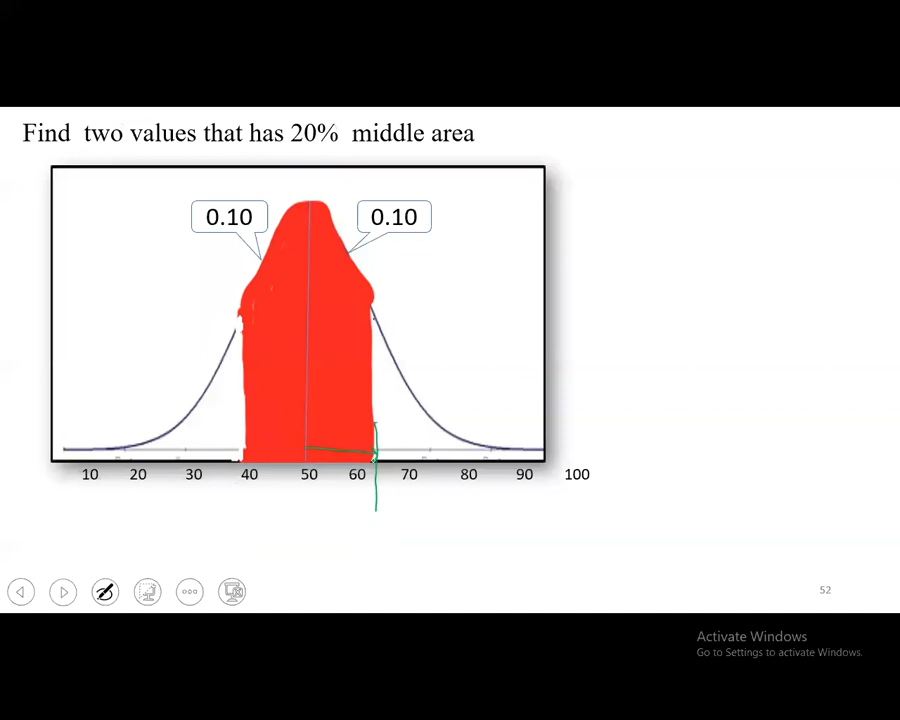 Find two values that has 20% middle area
0.10 0.10
10 20 30 40 50 60 70 80 90 100
52
Activate Windows
Go to Settings to activate Windows.